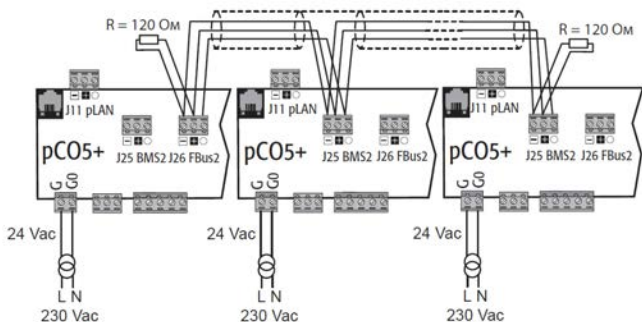 R = 120 Ом
R = 120 Ом
J11 pLAN
J11 pLAN
J11 pLAN
J25 BMS2
J26 FBus2
J25 BMS2
J26 FBus2
J25 BMS2
J26 FBus2
pCO5+
pCO5+
pCO5+
G
G0
G
G0
G
G0
24 Vac
24 Vac
24 Vac
L N
L N
L N
230 Vac
230 Vac
230 Vac